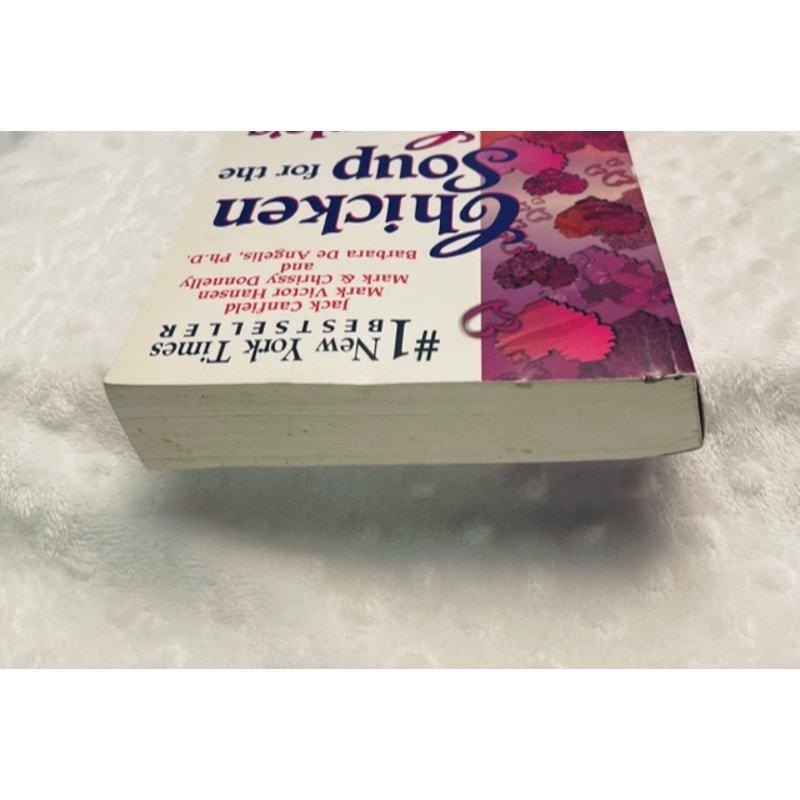 #1 New York Times
BESTSELLER
Jack Canfield
Mark Victor Hansen
Mark & Chrissy Donnelly
and
Barbara De Angelis, Ph.D.
Chicken
Soup for the